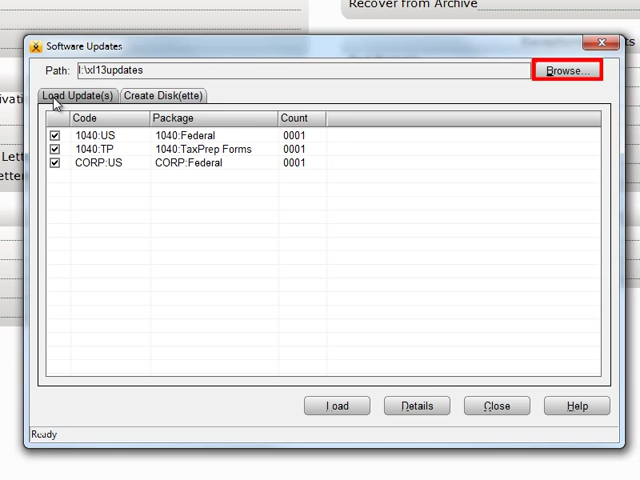 Recover from Archive
Software Updates
Path: I:\xl13updates Browse...
Load Update(s) Create Disk(ette)
Code Package Count
1040:US 1040:Federal 0001
1040:TP 1040:TaxPrep Forms 0001
CORP:US CORP:Federal 0001
Load Details Close Help
Ready